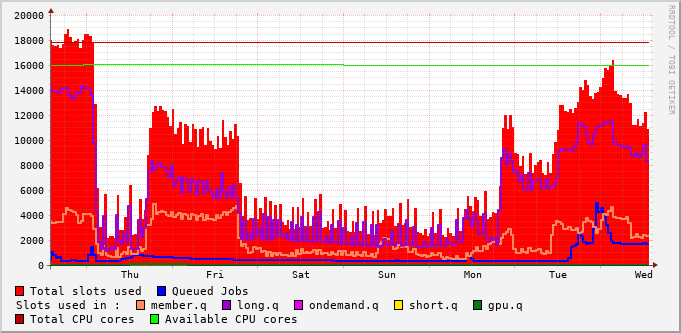 20000
18000
16000
14000
12000
10000
8000
6000
4000
2000
0
Thu Fri Sat Sun Mon Tue Wed
RRDTOOL / TOBI OETIKER
Total slots used Queued Jobs
Slots used in : member.q long.q ondemand.q short.q gpu.q
Total CPU cores Available CPU cores